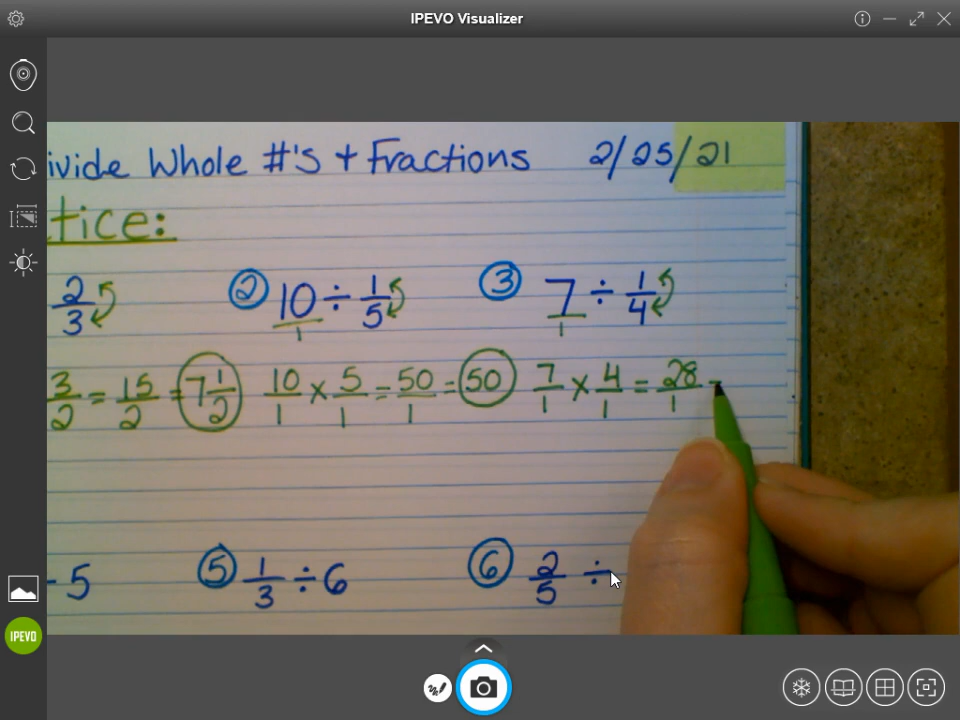 IPEVO Visualizer
ivide Whole #'s + Fractions 2/25/21
tice:
2/3 ② 10/1 ÷ 1/5 ③ 7/1 ÷ 1/4
3/2 = 15/2 = 7 1/2 10/1 × 5/1 = 50/1 = 50 7/1 × 4/1 = 28/1 =
5 ⑤ 1/3 ÷ 6 ⑥ 2/5 ÷
IPEVO